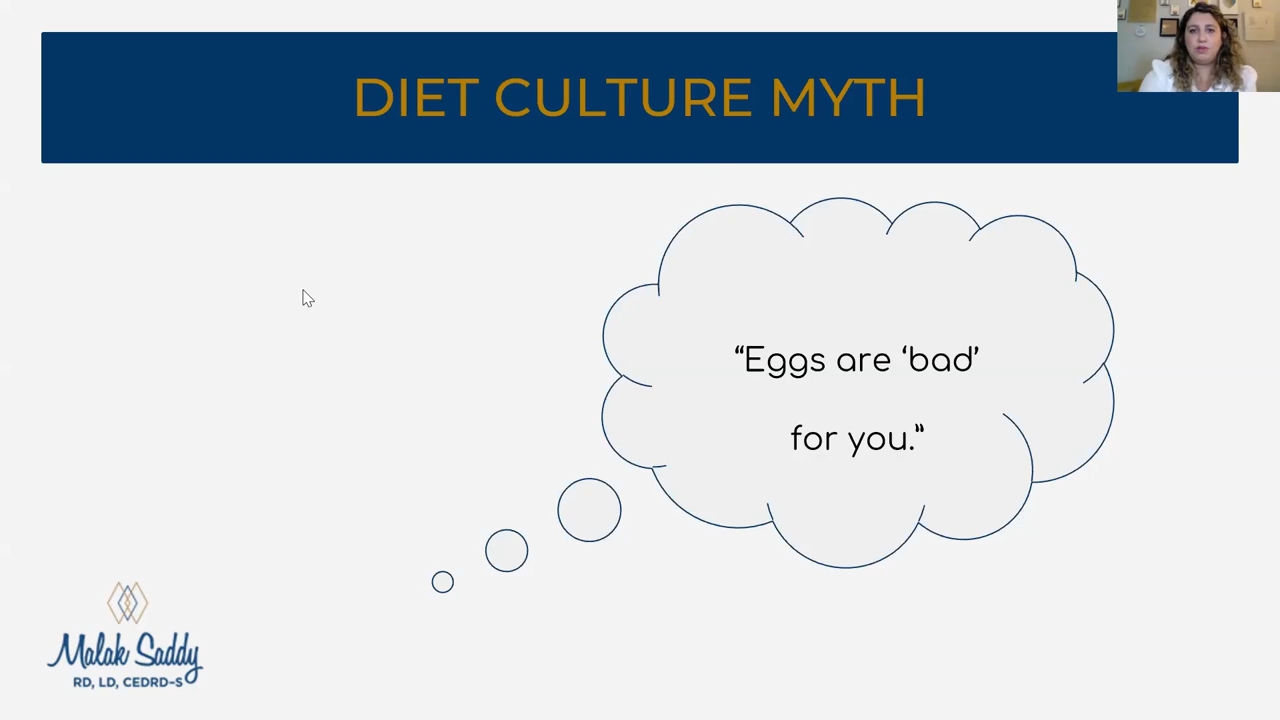 DIET CULTURE MYTH
“Eggs are ‘bad’
for you.”
Malak Saddy
RD, LD, CEDRD-S